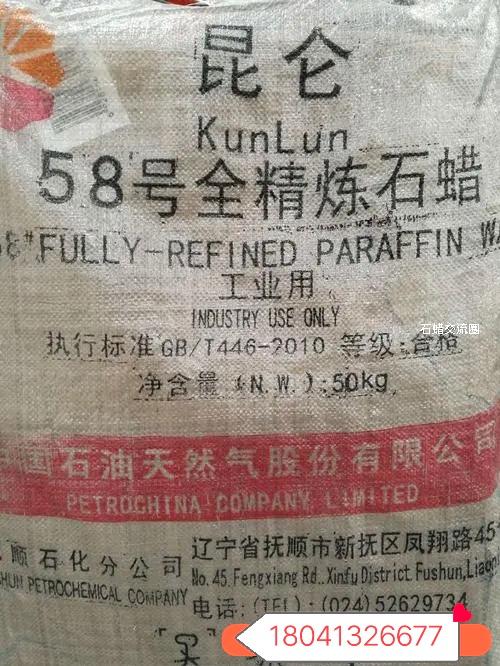 昆仑
KunLun
58号全精炼石蜡
8#FULLY-REFINED PARAFFIN WA
工业用
INDUSTRY USE ONLY
石蜡交流圈
执行标准GB/T446-2010 等级:合格
净含量(N.W.):50kg
国石油天然气股份有限公司
PETROCHINA COMPANY LIMITED
顺石化分公司
SHUN PETROCHEMICAL COMPANY
辽宁省抚顺市新抚区凤翔路45
No.45.Fengxiang Rd.,Xinfu District Fushun,Liaon
电话:(TEL):(024)52629734
18041326677